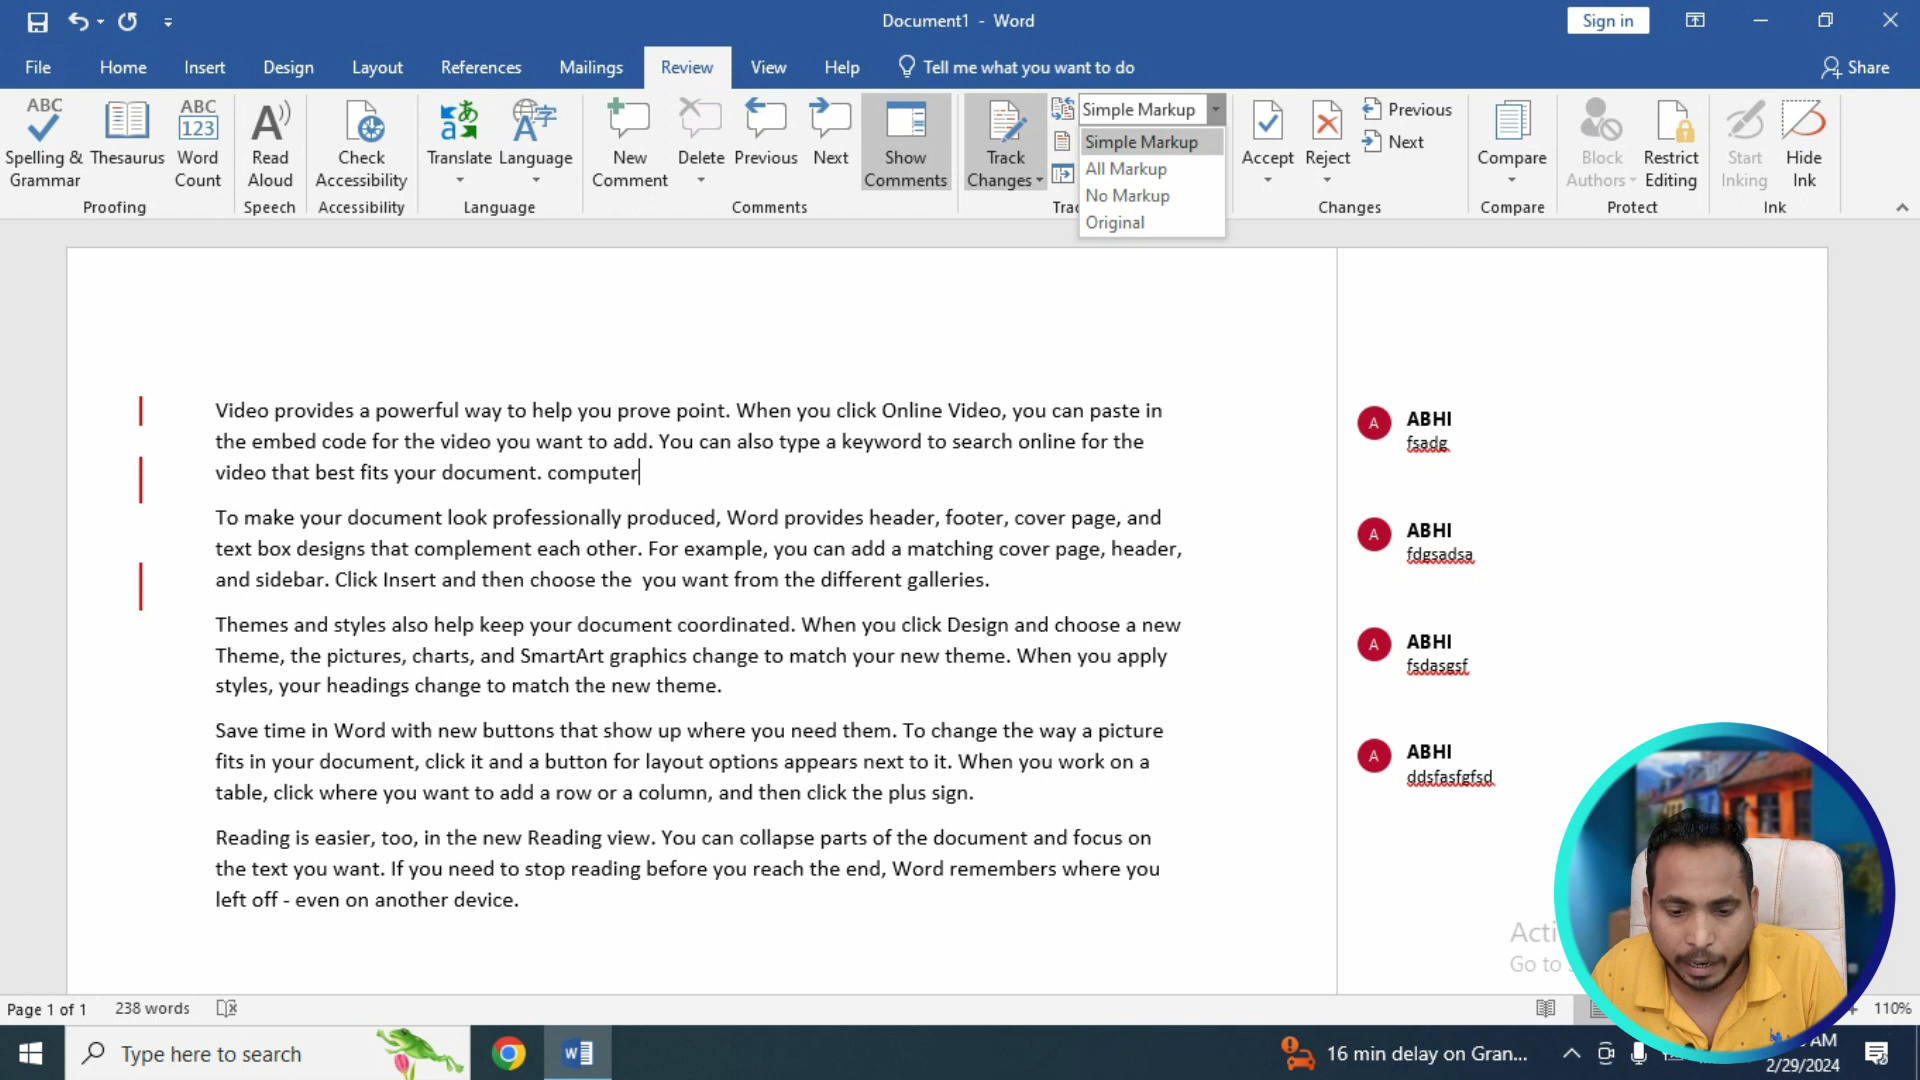 Document1 - Word
Sign in
File Home Insert Design Layout References Mailings Review View Help Tell me what you want to do Share
ABC
Spelling &
Grammar
Thesaurus
ABC
123
Word
Count
Proofing
Read
Aloud
Speech
Check
Accessibility
Accessibility
Translate
Language
Language
New
Comment
Delete
Previous
Next
Show
Comments
Comments
Track
Changes
Simple Markup
Simple Markup
All Markup
No Markup
Original
Accept
Reject
Previous
Next
Changes
Compare
Compare
Block
Authors
Restrict
Editing
Protect
Start
Inking
Hide
Ink
Ink
Video provides a powerful way to help you prove point. When you click Online Video, you can paste in
the embed code for the video you want to add. You can also type a keyword to search online for the
video that best fits your document. computer
To make your document look professionally produced, Word provides header, footer, cover page, and
text box designs that complement each other. For example, you can add a matching cover page, header,
and sidebar. Click Insert and then choose the  you want from the different galleries.
Themes and styles also help keep your document coordinated. When you click Design and choose a new
Theme, the pictures, charts, and SmartArt graphics change to match your new theme. When you apply
styles, your headings change to match the new theme.
Save time in Word with new buttons that show up where you need them. To change the way a picture
fits in your document, click it and a button for layout options appears next to it. When you work on a
table, click where you want to add a row or a column, and then click the plus sign.
Reading is easier, too, in the new Reading view. You can collapse parts of the document and focus on
the text you want. If you need to stop reading before you reach the end, Word remembers where you
left off - even on another device.
A ABHI
fsadg
A ABHI
fdgsadsa
A ABHI
fsdasgsf
A ABHI
ddsfasfgfsd
Go to
Page 1 of 1 238 words
110%
Type here to search
16 min delay on Gran...
AM
2/29/2024